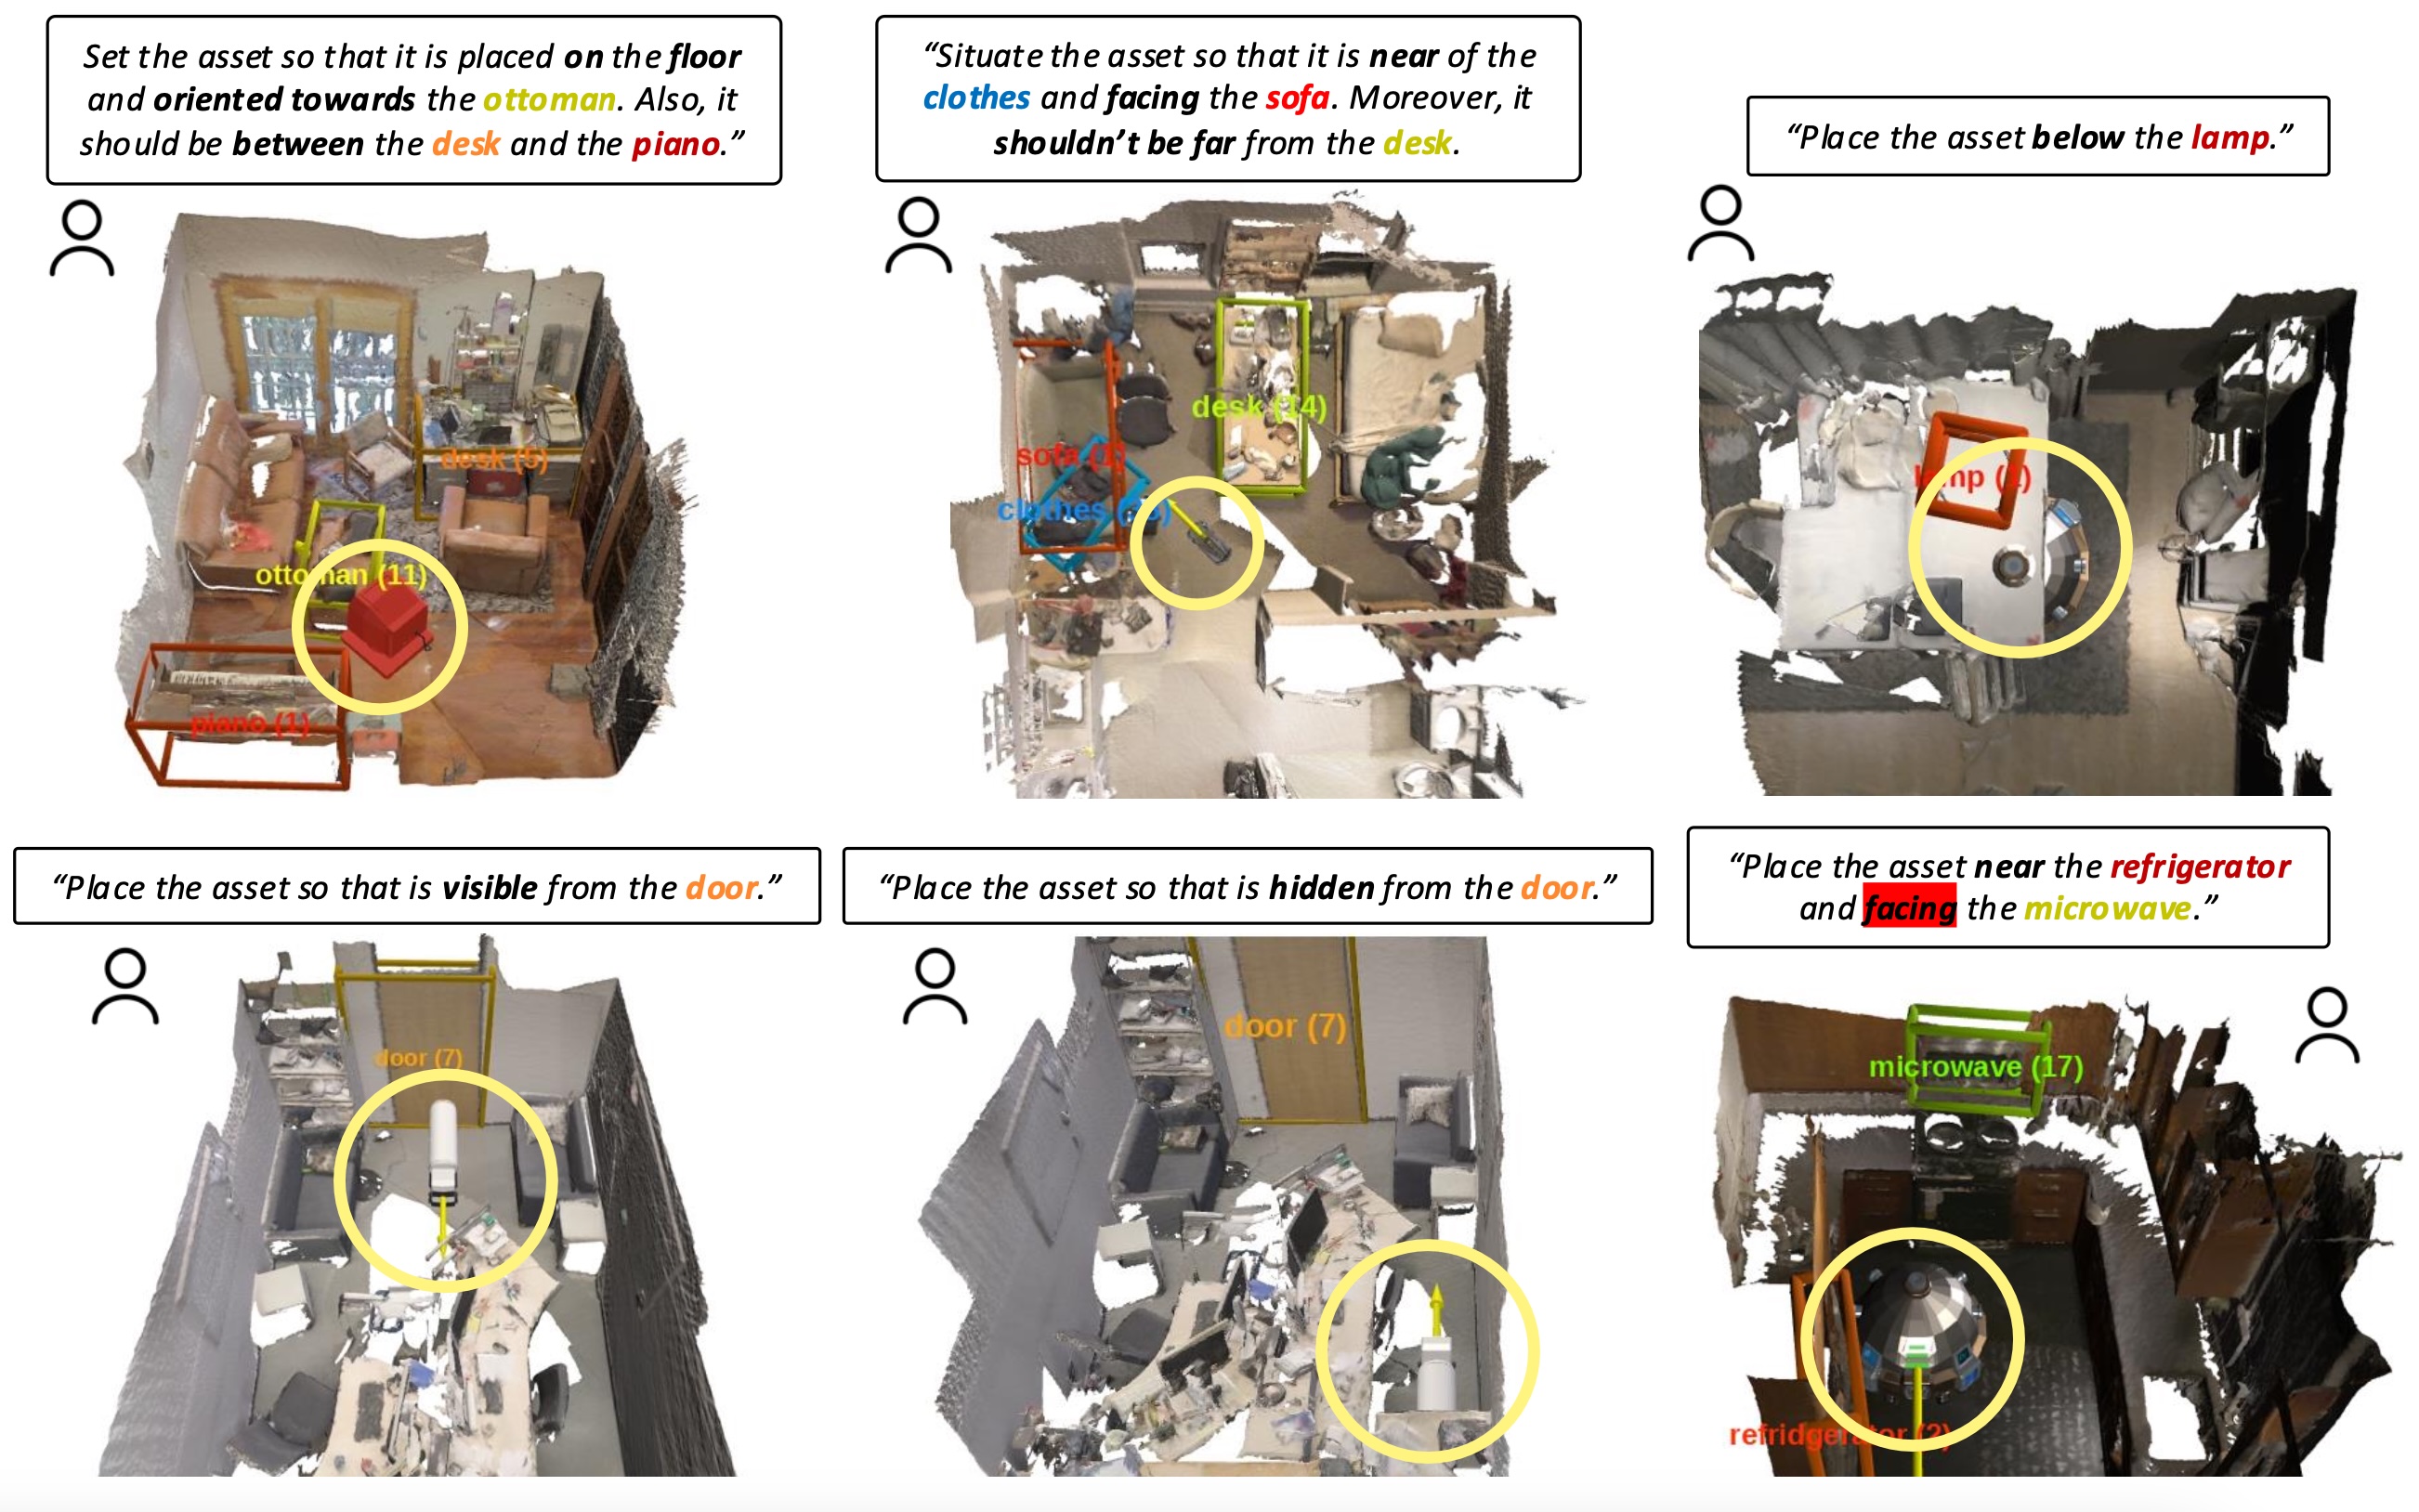 Set the asset so that it is placed on the floor
and oriented towards the ottoman. Also, it
should be between the desk and the piano.”
“Situate the asset so that it is near of the
clothes and facing the sofa. Moreover, it
shouldn’t be far from the desk.
“Place the asset below the lamp.”
desk (5)
ottoman (11)
piano (1)
desk (14)
sofa (1)
clothes
lamp
“Place the asset so that is visible from the door.”
“Place the asset so that is hidden from the door.”
“Place the asset near the refrigerator
and facing the microwave.”
door (7)
door (7)
microwave (17)
refridgerator (2)